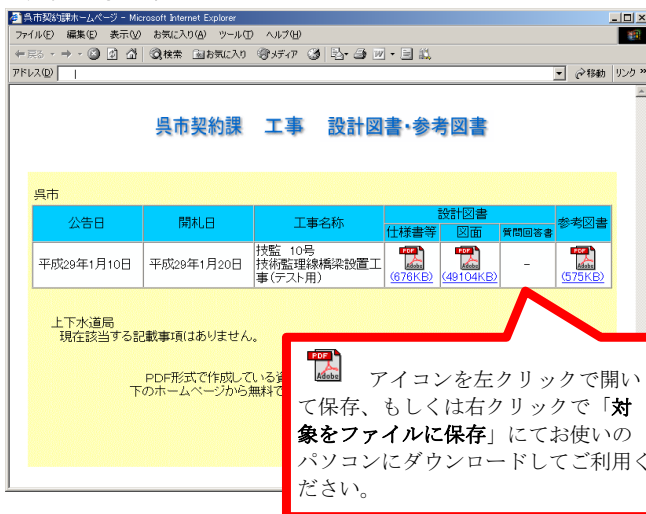 呉市契約課ホームページ - Microsoft Internet Explorer
ファイル(F) 編集(E) 表示(V) お気に入り(A) ツール(T) ヘルプ(H)
戻る 検索 お気に入り メディア
アドレス(D) 移動 リンク »
呉市契約課 工事 設計図書・参考図書
呉市
公告日 開札日 工事名称 設計図書 参考図書
仕様書等 図面 質問回答書
平成29年1月10日 平成29年1月20日 技監 10号
技術監理線橋梁設置工
事(テスト用)
(676KB) (49104KB) - (575KB)
上下水道局
現在該当する記載事項はありません。
PDF形式で作成している
下のホームページから無料で
アイコンを左クリックで開い
て保存、もしくは右クリックで「対
象をファイルに保存」にてお使いの
パソコンにダウンロードしてご利用く
ださい。